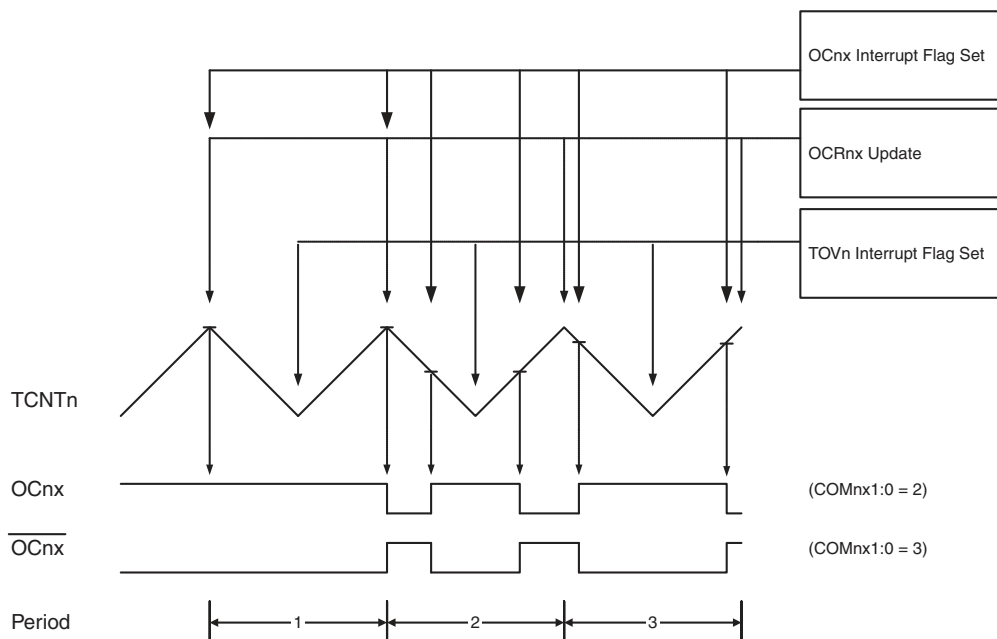 OCnx Interrupt Flag Set
OCRnx Update
TOVn Interrupt Flag Set
TCNTn
OCnx
(COMnx1:0 = 2)
OCnx
(COMnx1:0 = 3)
Period
1
2
3